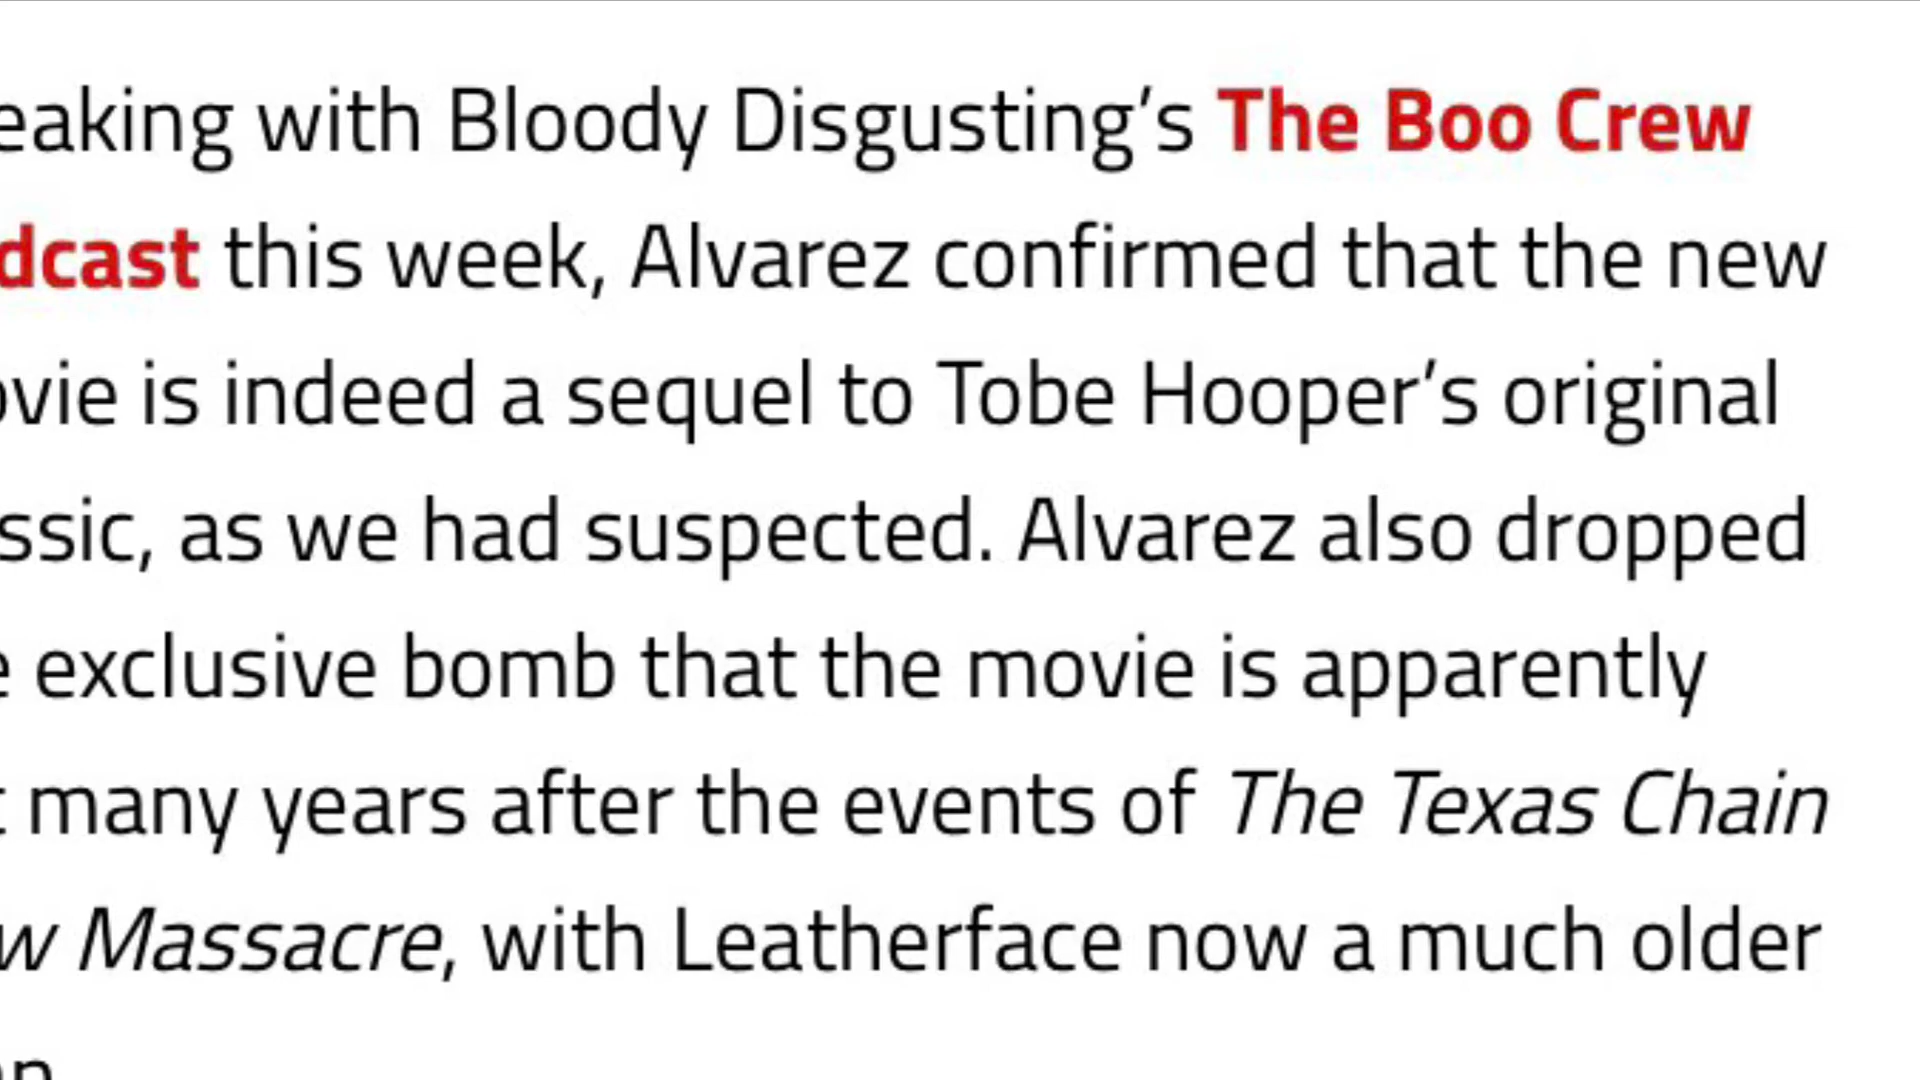 eaking with Bloody Disgusting’s The Boo Crew
dcast this week, Alvarez confirmed that the new
ovie is indeed a sequel to Tobe Hooper’s original
ssic, as we had suspected. Alvarez also dropped
e exclusive bomb that the movie is apparently
t many years after the events of The Texas Chain
w Massacre, with Leatherface now a much older